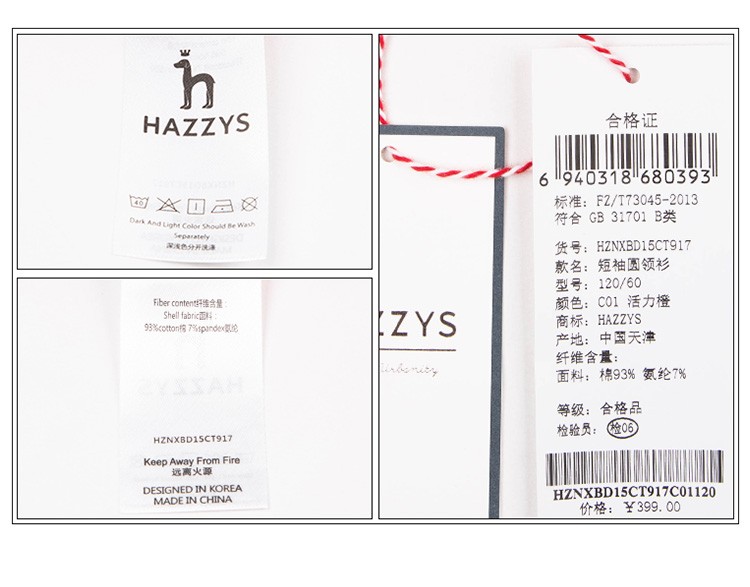 HAZZYS
40
Dark And Light Color Should Be Wash
Separately
深浅色分开洗涤
Fiber content纤维含量:
Shell fabric面料:
93%cotton棉 7%spandex氨纶
HZNXBD15CT917
Keep Away From Fire
远离火源
DESIGNED IN KOREA
MADE IN CHINA
ZZYS
urbanity
合格证
6 940318 680393
标准: FZ/T73045-2013
符合 GB 31701 B类
货号: HZNXBD15CT917
款名: 短袖圆领衫
型号: 120/60
颜色: C01 活力橙
商标: HAZZYS
产地: 中国天津
纤维含量:
面料: 棉93% 氨纶7%
等级: 合格品
检验员: 检06
HZNXBD15CT917C01120
价格: ¥399.00